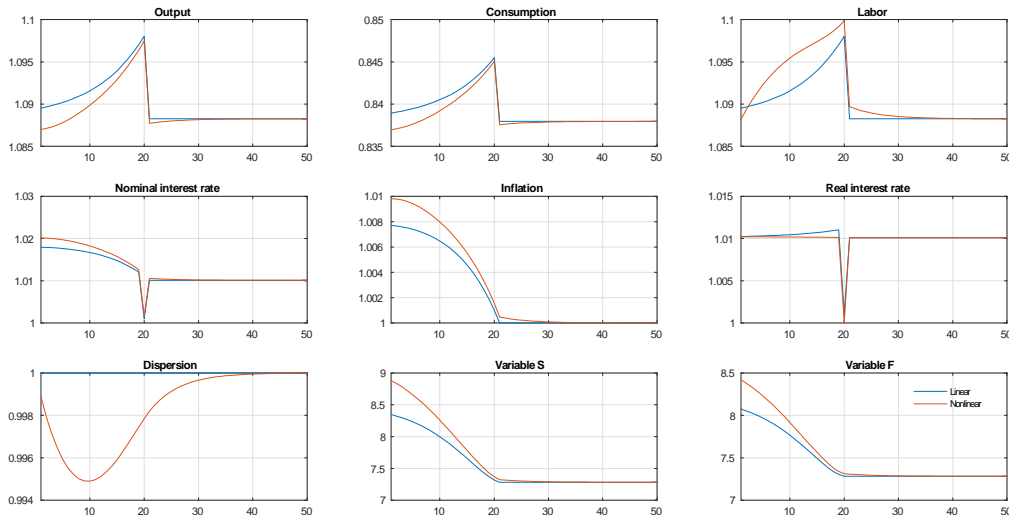 Output
1.1
1.095
1.09
1.085
10 20 30 40 50
Consumption
0.85
0.845
0.84
0.835
10 20 30 40 50
Labor
1.1
1.095
1.09
1.085
10 20 30 40 50
Nominal interest rate
1.03
1.02
1.01
1
10 20 30 40 50
Inflation
1.01
1.008
1.006
1.004
1.002
1
10 20 30 40 50
Real interest rate
1.015
1.01
1.005
1
10 20 30 40 50
Dispersion
1
0.998
0.996
0.994
10 20 30 40 50
Variable S
9
8.5
8
7.5
7
10 20 30 40 50
Variable F
8.5
8
7.5
7
10 20 30 40 50
Linear
Nonlinear